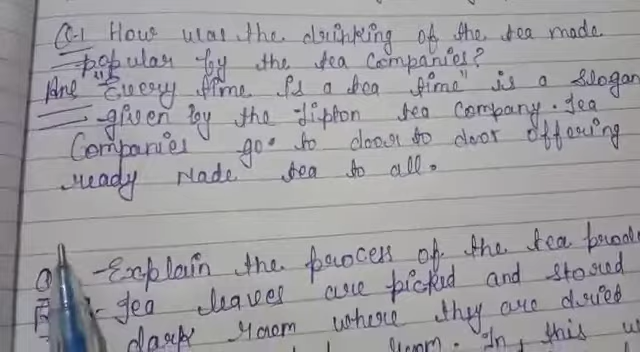 Q-1 How was the drinking of the tea made
popular by the tea Companies?
Ans "Every time is a tea time" is a slogan
given by the Lipton tea Company. Tea
Companies go to door to door offering
ready Made tea to all.
Explain the process of the tea
Tea leaves are picked and stored
dark room where they are dried
room. In this